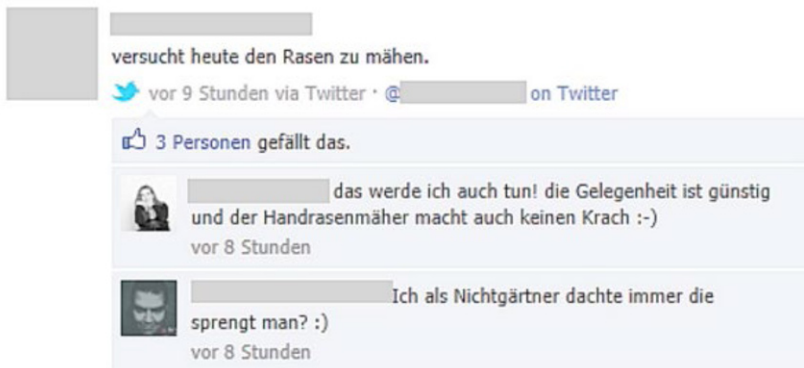 versucht heute den Rasen zu mähen.
vor 9 Stunden via Twitter · @ on Twitter
3 Personen gefällt das.
das werde ich auch tun! die Gelegenheit ist günstig
und der Handrasenmäher macht auch keinen Krach :-)
vor 8 Stunden
Ich als Nichtgärtner dachte immer die
sprengt man? :)
vor 8 Stunden